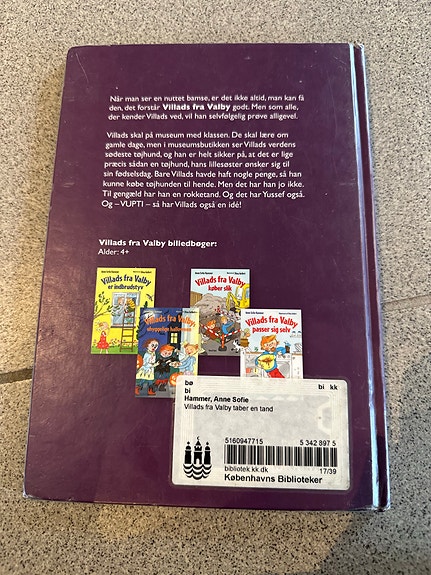 Når man ser en nuttet bamse, er det ikke altid, man kan få
den, det forstår Villads fra Valby godt. Men som alle,
der kender Villads ved, vil han selvfølgelig prøve alligevel.
Villads skal på museum med klassen. De skal lære om
gamle dage, men i museumsbutikken ser Villads verdens
sødeste tøjhund, og han er helt sikker på, at det er lige
præcis sådan en tøjhund, hans lillesøster ønsker sig til
sin fødselsdag. Bare Villads havde haft nogle penge, så han
kunne købe tøjhunden til hende. Men det har han jo ikke.
Til gengæld har han en rokketand. Og det har Yussef også.
Og – VUPTI – så har Villads også en idé!
Villads fra Valby billedbøger:
Alder: 4+
Villads fra Valby
er indbrudstyv
Villads fra Valby
køber slik
Villads fra Valby
uhyggelige hallo
Villads fra Valby
passer sig selv
bø
bi
bi kk
Hammer, Anne Sofie
Villads fra Valby taber en tand
5160947715
5 342 897 5
bibliotek.kk.dk
17/39
Københavns Biblioteker